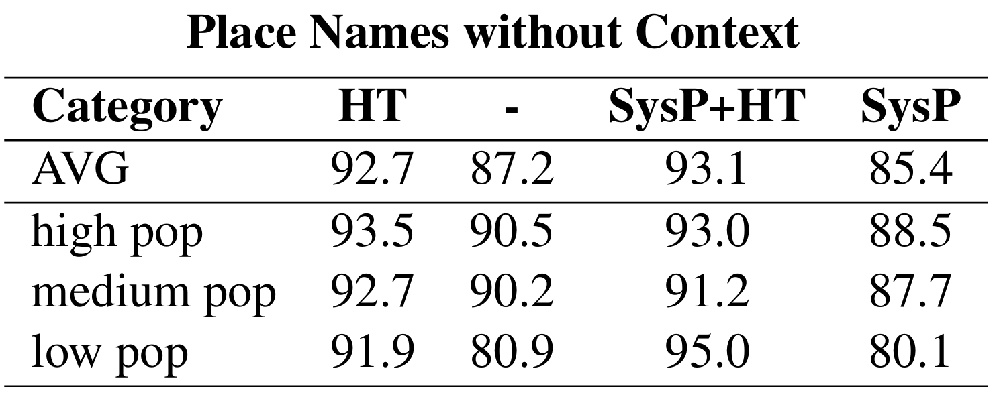 Place Names without Context
Category HT - SysP+HT SysP
AVG 92.7 87.2 93.1 85.4
high pop 93.5 90.5 93.0 88.5
medium pop 92.7 90.2 91.2 87.7
low pop 91.9 80.9 95.0 80.1